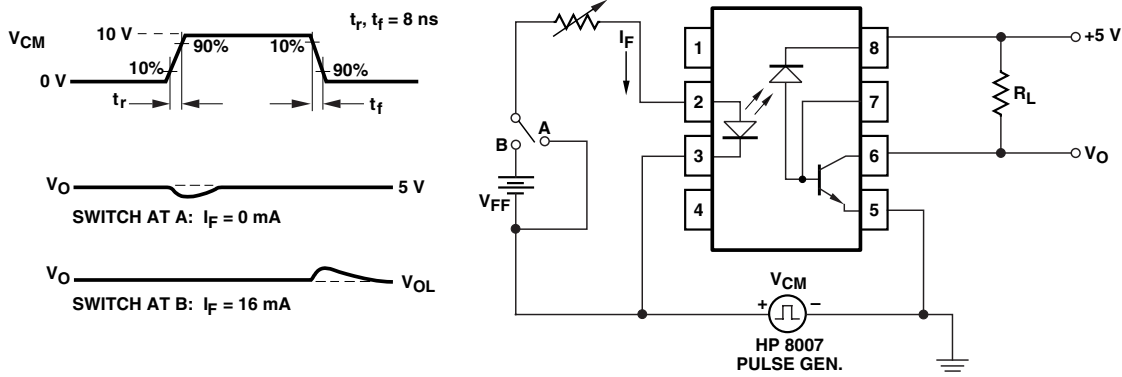 V_CM
10 V
0 V
t_r, t_f = 8 ns
90%
10%
10%
90%
t_r
t_f
V_O
5 V
SWITCH AT A: I_F = 0 mA
V_O
V_OL
SWITCH AT B: I_F = 16 mA
I_F
A
B
V_FF
1
2
3
4
8
7
6
5
+5 V
R_L
V_O
V_CM
+
–
HP 8007
PULSE GEN.